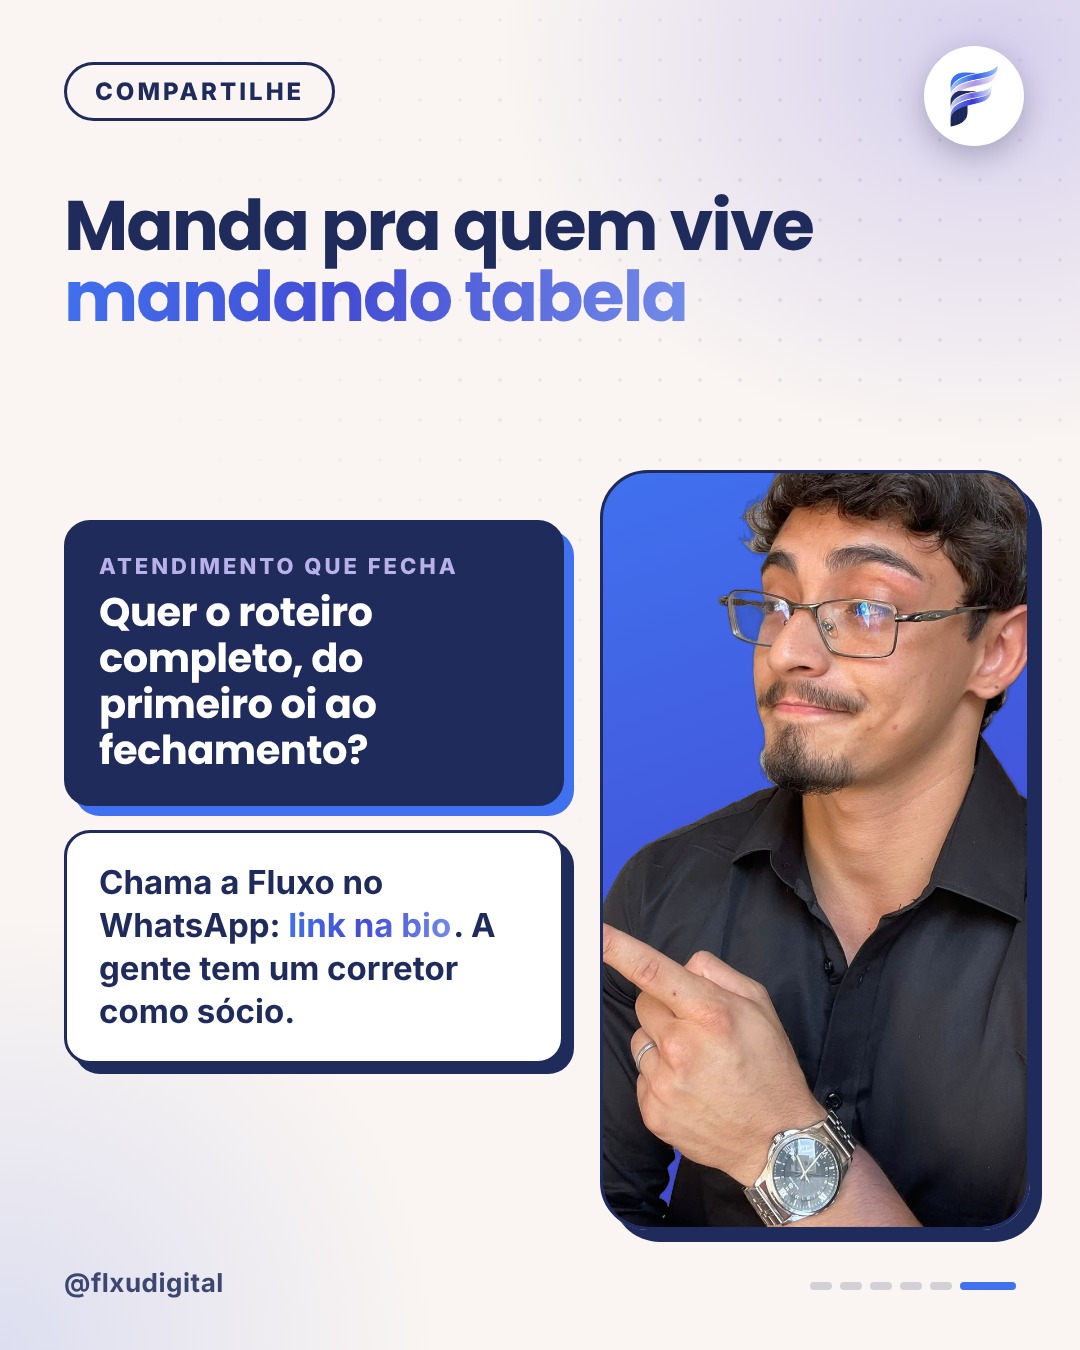 COMPARTILHE
Manda pra quem vive
mandando tabela
ATENDIMENTO QUE FECHA
Quer o roteiro
completo, do
primeiro oi ao
fechamento?
Chama a Fluxo no
WhatsApp: link na bio. A
gente tem um corretor
como sócio.
@flxudigital